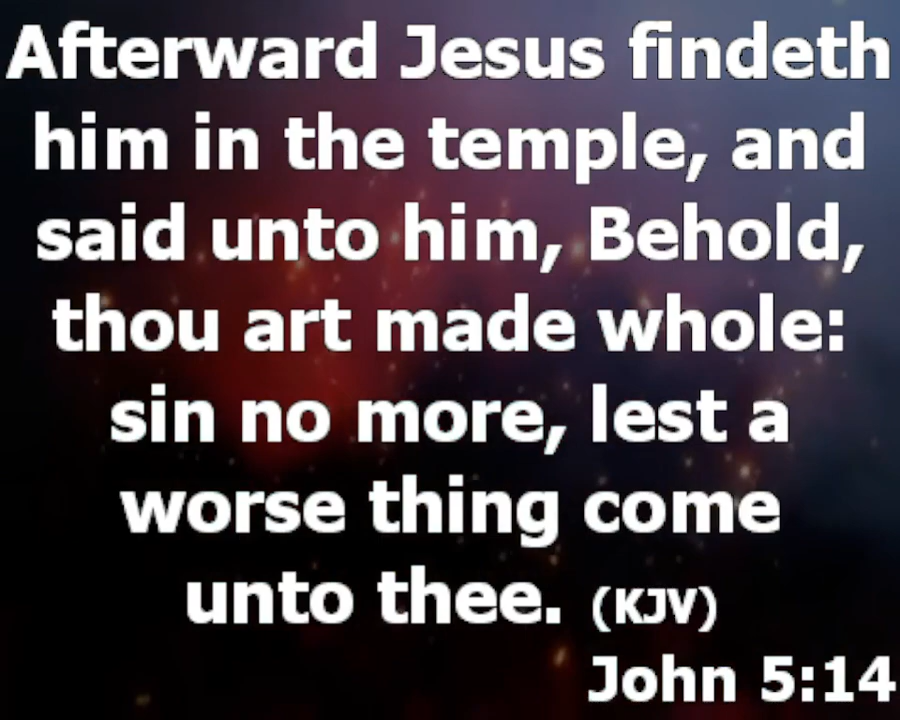 Afterward Jesus findeth
him in the temple, and
said unto him, Behold,
thou art made whole:
sin no more, lest a
worse thing come
unto thee. (KJV)
John 5:14